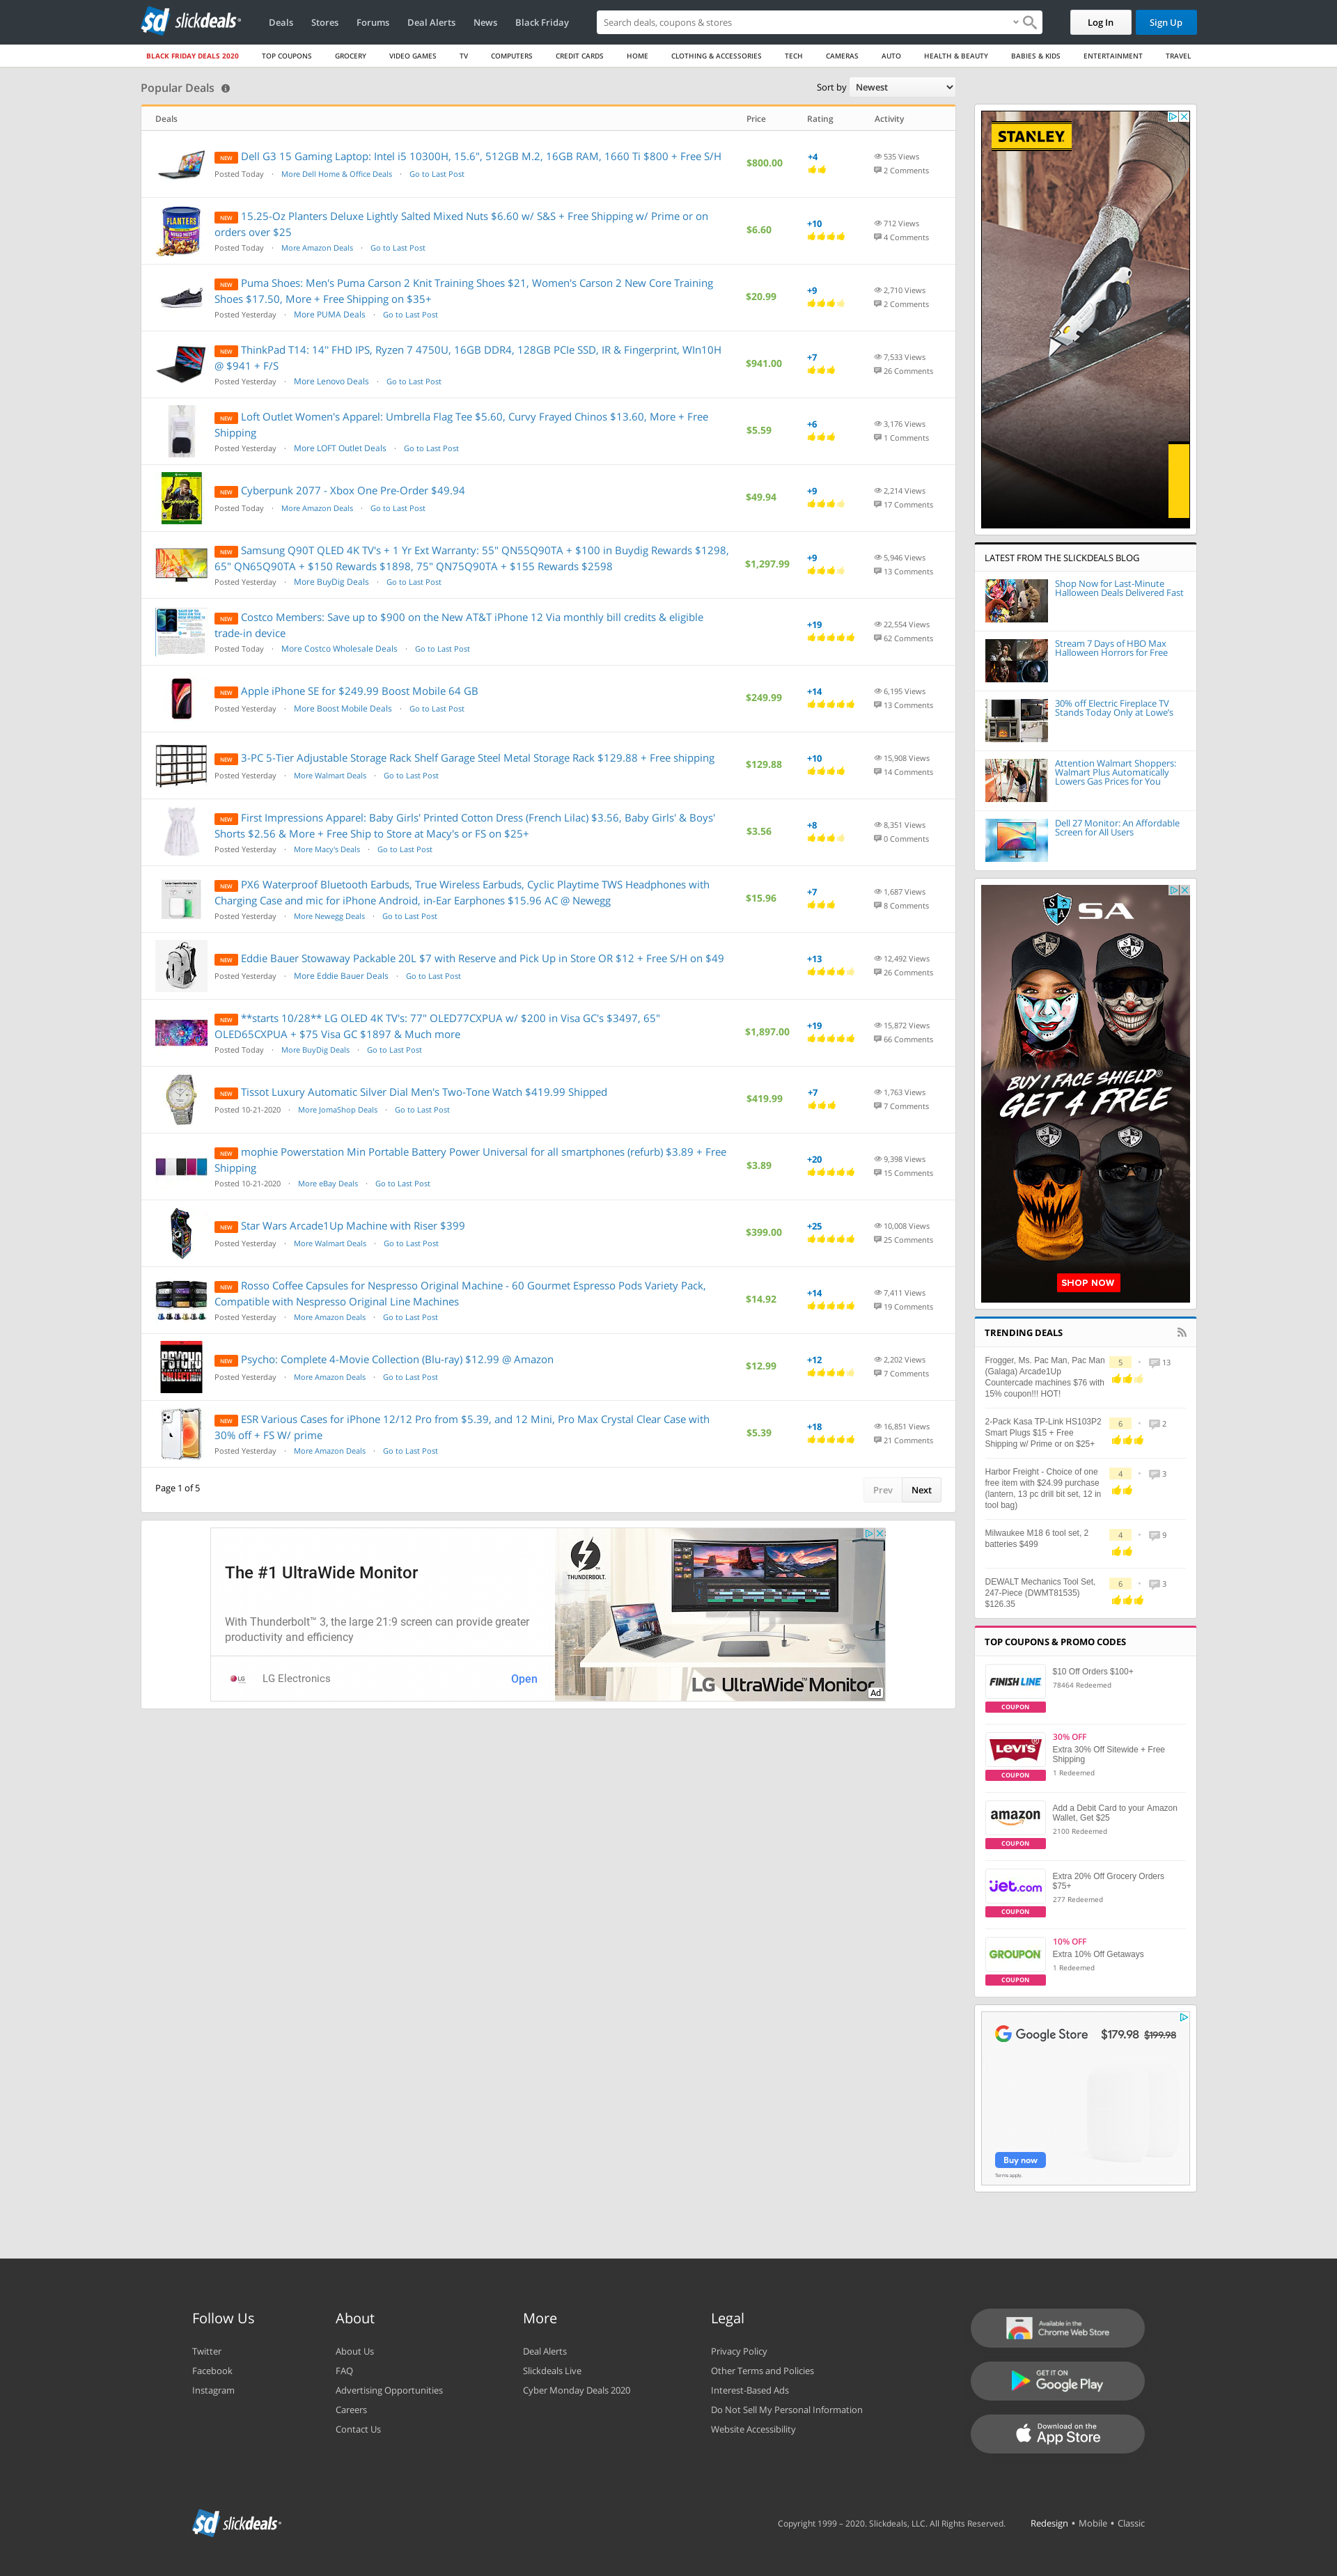 sd slickdeals
Deals Stores Forums Deal Alerts News Black Friday
Search deals, coupons & stores
Log In Sign Up
BLACK FRIDAY DEALS 2020 TOP COUPONS GROCERY VIDEO GAMES TV COMPUTERS CREDIT CARDS HOME CLOTHING & ACCESSORIES TECH CAMERAS AUTO HEALTH & BEAUTY BABIES & KIDS ENTERTAINMENT TRAVEL
Popular Deals
Sort by Newest
Deals Price Rating Activity
NEW Dell G3 15 Gaming Laptop: Intel i5 10300H, 15.6", 512GB M.2, 16GB RAM, 1660 Ti $800 + Free S/H
Posted Today · More Dell Home & Office Deals · Go to Last Post
$800.00
+4
535 Views
2 Comments
NEW 15.25-Oz Planters Deluxe Lightly Salted Mixed Nuts $6.60 w/ S&S + Free Shipping w/ Prime or on
orders over $25
Posted Today · More Amazon Deals · Go to Last Post
$6.60
+10
712 Views
4 Comments
NEW Puma Shoes: Men's Puma Carson 2 Knit Training Shoes $21, Women's Carson 2 New Core Training
Shoes $17.50, More + Free Shipping on $35+
Posted Yesterday · More PUMA Deals · Go to Last Post
$20.99
+9
2,710 Views
2 Comments
NEW ThinkPad T14: 14" FHD IPS, Ryzen 7 4750U, 16GB DDR4, 128GB PCIe SSD, IR & Fingerprint, WIn10H
@ $941 + F/S
Posted Yesterday · More Lenovo Deals · Go to Last Post
$941.00
+7
7,533 Views
26 Comments
NEW Loft Outlet Women's Apparel: Umbrella Flag Tee $5.60, Curvy Frayed Chinos $13.60, More + Free
Shipping
Posted Yesterday · More LOFT Outlet Deals · Go to Last Post
$5.59
+6
3,176 Views
1 Comments
NEW Cyberpunk 2077 - Xbox One Pre-Order $49.94
Posted Today · More Amazon Deals · Go to Last Post
$49.94
+9
2,214 Views
17 Comments
NEW Samsung Q90T QLED 4K TV's + 1 Yr Ext Warranty: 55" QN55Q90TA + $100 in Buydig Rewards $1298,
65" QN65Q90TA + $150 Rewards $1898, 75" QN75Q90TA + $155 Rewards $2598
Posted Yesterday · More BuyDig Deals · Go to Last Post
$1,297.99
+9
5,946 Views
13 Comments
NEW Costco Members: Save up to $900 on the New AT&T iPhone 12 Via monthly bill credits & eligible
trade-in device
Posted Today · More Costco Wholesale Deals · Go to Last Post
+19
22,554 Views
62 Comments
NEW Apple iPhone SE for $249.99 Boost Mobile 64 GB
Posted Yesterday · More Boost Mobile Deals · Go to Last Post
$249.99
+14
6,195 Views
13 Comments
NEW 3-PC 5-Tier Adjustable Storage Rack Shelf Garage Steel Metal Storage Rack $129.88 + Free shipping
Posted Yesterday · More Walmart Deals · Go to Last Post
$129.88
+10
15,908 Views
14 Comments
NEW First Impressions Apparel: Baby Girls' Printed Cotton Dress (French Lilac) $3.56, Baby Girls' & Boys'
Shorts $2.56 & More + Free Ship to Store at Macy's or FS on $25+
Posted Yesterday · More Macy's Deals · Go to Last Post
$3.56
+8
8,351 Views
0 Comments
NEW PX6 Waterproof Bluetooth Earbuds, True Wireless Earbuds, Cyclic Playtime TWS Headphones with
Charging Case and mic for iPhone Android, in-Ear Earphones $15.96 AC @ Newegg
Posted Yesterday · More Newegg Deals · Go to Last Post
$15.96
+7
1,687 Views
8 Comments
NEW Eddie Bauer Stowaway Packable 20L $7 with Reserve and Pick Up in Store OR $12 + Free S/H on $49
Posted Yesterday · More Eddie Bauer Deals · Go to Last Post
+13
12,492 Views
26 Comments
NEW **starts 10/28** LG OLED 4K TV's: 77" OLED77CXPUA w/ $200 in Visa GC's $3497, 65"
OLED65CXPUA + $75 Visa GC $1897 & Much more
Posted Today · More BuyDig Deals · Go to Last Post
$1,897.00
+19
15,872 Views
66 Comments
NEW Tissot Luxury Automatic Silver Dial Men's Two-Tone Watch $419.99 Shipped
Posted 10-21-2020 · More JomaShop Deals · Go to Last Post
$419.99
+7
1,763 Views
7 Comments
NEW mophie Powerstation Min Portable Battery Power Universal for all smartphones (refurb) $3.89 + Free
Shipping
Posted 10-21-2020 · More eBay Deals · Go to Last Post
$3.89
+20
9,398 Views
15 Comments
NEW Star Wars Arcade1Up Machine with Riser $399
Posted Yesterday · More Walmart Deals · Go to Last Post
$399.00
+25
10,008 Views
25 Comments
NEW Rosso Coffee Capsules for Nespresso Original Machine - 60 Gourmet Espresso Pods Variety Pack,
Compatible with Nespresso Original Line Machines
Posted Yesterday · More Amazon Deals · Go to Last Post
$14.92
+14
7,411 Views
19 Comments
NEW Psycho: Complete 4-Movie Collection (Blu-ray) $12.99 @ Amazon
Posted Yesterday · More Amazon Deals · Go to Last Post
$12.99
+12
2,202 Views
7 Comments
NEW ESR Various Cases for iPhone 12/12 Pro from $5.39, and 12 Mini, Pro Max Crystal Clear Case with
30% off + FS W/ prime
Posted Yesterday · More Amazon Deals · Go to Last Post
$5.39
+18
16,851 Views
21 Comments
Page 1 of 5
Prev Next
The #1 UltraWide Monitor
With Thunderbolt™ 3, the large 21:9 screen can provide greater
productivity and efficiency
LG LG Electronics Open
THUNDERBOLT.
LG UltraWide Monitor
Ad
STANLEY
LATEST FROM THE SLICKDEALS BLOG
Shop Now for Last-Minute
Halloween Deals Delivered Fast
Stream 7 Days of HBO Max
Halloween Horrors for Free
30% off Electric Fireplace TV
Stands Today Only at Lowe's
Attention Walmart Shoppers:
Walmart Plus Automatically
Lowers Gas Prices for You
Dell 27 Monitor: An Affordable
Screen for All Users
SA
BUY 1 FACE SHIELD®
GET 4 FREE
SHOP NOW
TRENDING DEALS
Frogger, Ms. Pac Man, Pac Man
(Galaga) Arcade1Up
Countercade machines $76 with
15% coupon!!! HOT!
5 • 13
2-Pack Kasa TP-Link HS103P2
Smart Plugs $15 + Free
Shipping w/ Prime or on $25+
6 • 2
Harbor Freight - Choice of one
free item with $24.99 purchase
(lantern, 13 pc drill bit set, 12 in
tool bag)
4 • 3
Milwaukee M18 6 tool set, 2
batteries $499
4 • 9
DEWALT Mechanics Tool Set,
247-Piece (DWMT81535)
$126.35
6 • 3
TOP COUPONS & PROMO CODES
FINISH LINE
COUPON
$10 Off Orders $100+
78464 Redeemed
LEVI'S
COUPON
30% OFF
Extra 30% Off Sitewide + Free
Shipping
1 Redeemed
amazon
COUPON
Add a Debit Card to your Amazon
Wallet, Get $25
2100 Redeemed
jet.com
COUPON
Extra 20% Off Grocery Orders
$75+
277 Redeemed
GROUPON
COUPON
10% OFF
Extra 10% Off Getaways
1 Redeemed
Google Store $179.98 $199.98
Buy now
Terms apply.
Follow Us
Twitter
Facebook
Instagram
About
About Us
FAQ
Advertising Opportunities
Careers
Contact Us
More
Deal Alerts
Slickdeals Live
Cyber Monday Deals 2020
Legal
Privacy Policy
Other Terms and Policies
Interest-Based Ads
Do Not Sell My Personal Information
Website Accessibility
Available in the
Chrome Web Store
GET IT ON
Google Play
Download on the
App Store
sd slickdeals
Copyright 1999 – 2020. Slickdeals, LLC. All Rights Reserved. Redesign • Mobile • Classic